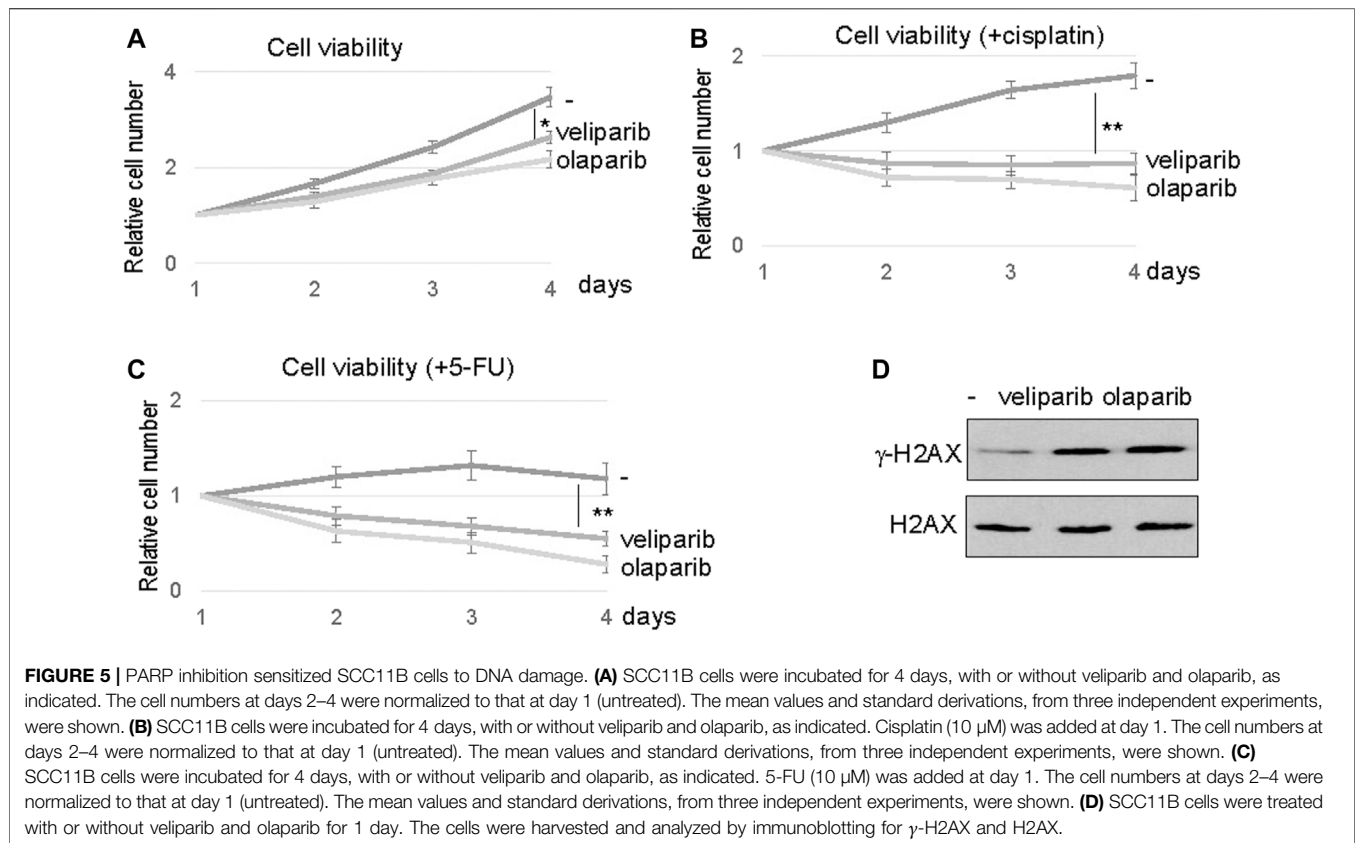 A
Cell viability
Relative cell number
4
2
0
-
*
veliparib
olaparib
1 2 3 4 days
B
Cell viability (+cisplatin)
Relative cell number
2
1
0
-
**
veliparib
olaparib
1 2 3 4 days
C
Cell viability (+5-FU)
Relative cell number
2
1
0
-
**
veliparib
olaparib
1 2 3 4 days
D
- veliparib olaparib
γ-H2AX
H2AX
FIGURE 5 | PARP inhibition sensitized SCC11B cells to DNA damage. (A) SCC11B cells were incubated for 4 days, with or without veliparib and olaparib, as
indicated. The cell numbers at days 2–4 were normalized to that at day 1 (untreated). The mean values and standard derivations, from three independent experiments,
were shown. (B) SCC11B cells were incubated for 4 days, with or without veliparib and olaparib, as indicated. Cisplatin (10 μM) was added at day 1. The cell numbers at
days 2–4 were normalized to that at day 1 (untreated). The mean values and standard derivations, from three independent experiments, were shown. (C)
SCC11B cells were incubated for 4 days, with or without veliparib and olaparib, as indicated. 5-FU (10 μM) was added at day 1. The cell numbers at days 2–4 were
normalized to that at day 1 (untreated). The mean values and standard derivations, from three independent experiments, were shown. (D) SCC11B cells were treated
with or without veliparib and olaparib for 1 day. The cells were harvested and analyzed by immunoblotting for γ-H2AX and H2AX.